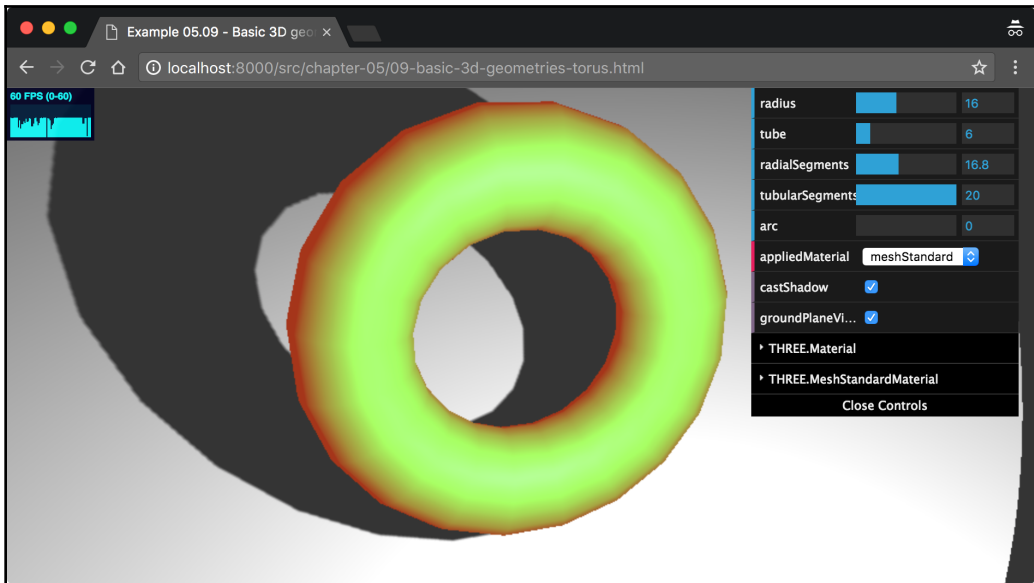 Example 05.09 - Basic 3D geo
localhost:8000/src/chapter-05/09-basic-3d-geometries-torus.html
60 FPS (0-60)
radius 16
tube 6
radialSegments 16.8
tubularSegments 20
arc 0
appliedMaterial meshStandard
castShadow
groundPlaneVi...
THREE.Material
THREE.MeshStandardMaterial
Close Controls